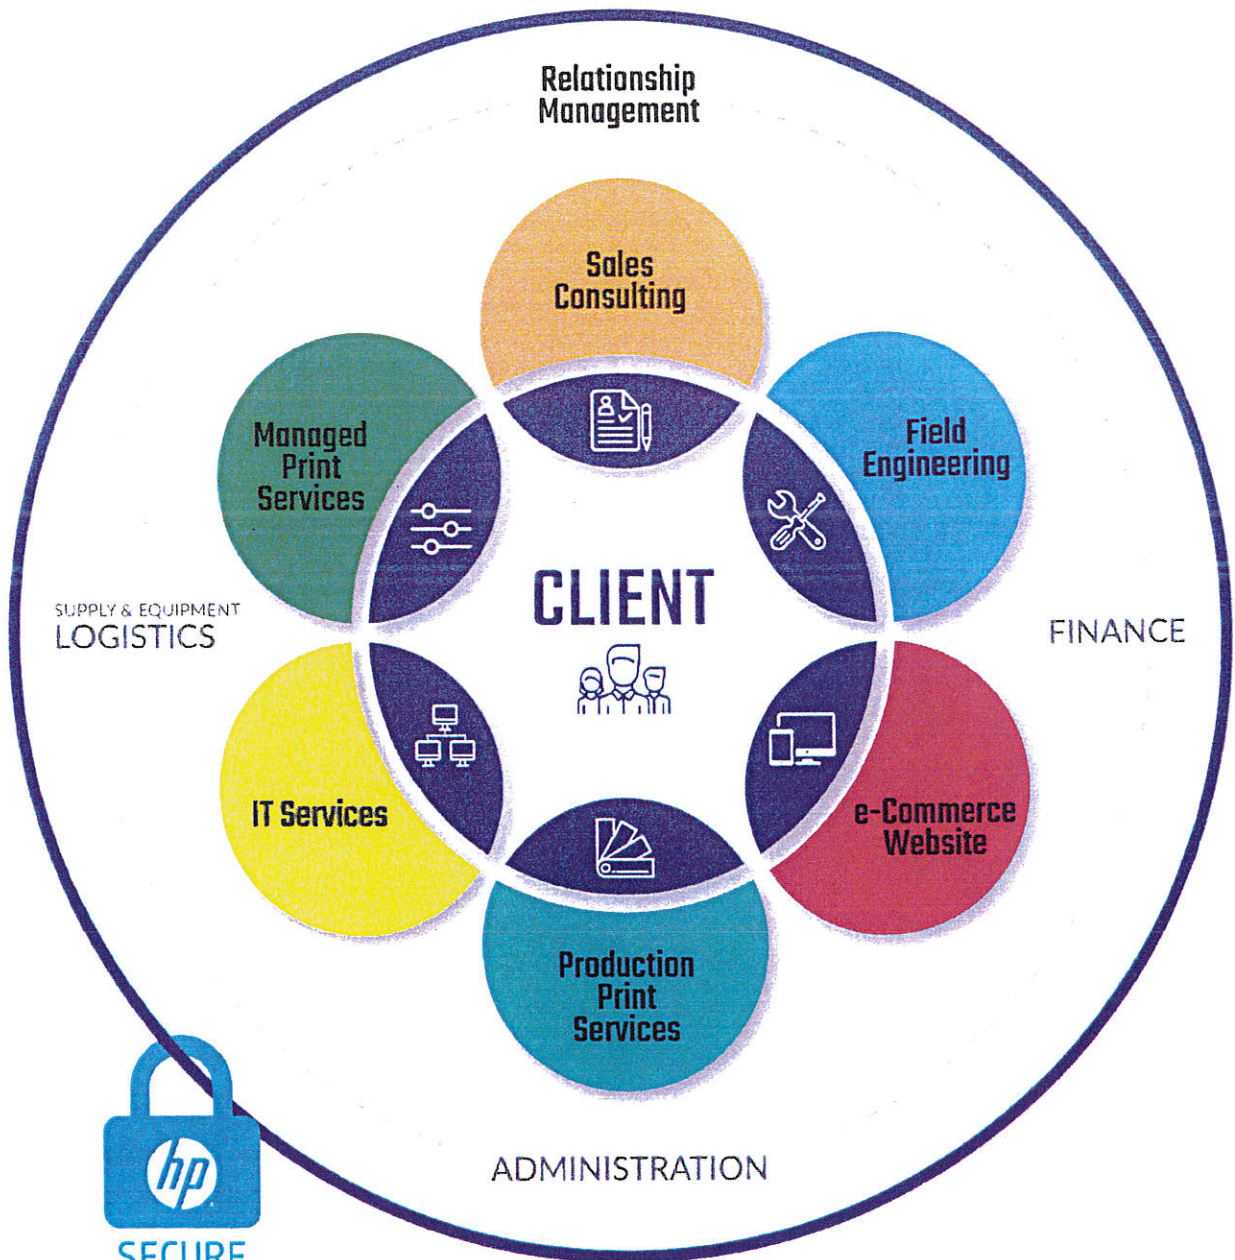 Relationship
Management
Sales
Consulting
Managed
Print
Services
Field
Engineering
CLIENT
SUPPLY & EQUIPMENT
LOGISTICS
FINANCE
IT Services
e-Commerce
Website
Production
Print
Services
hp
ADMINISTRATION
SECURE